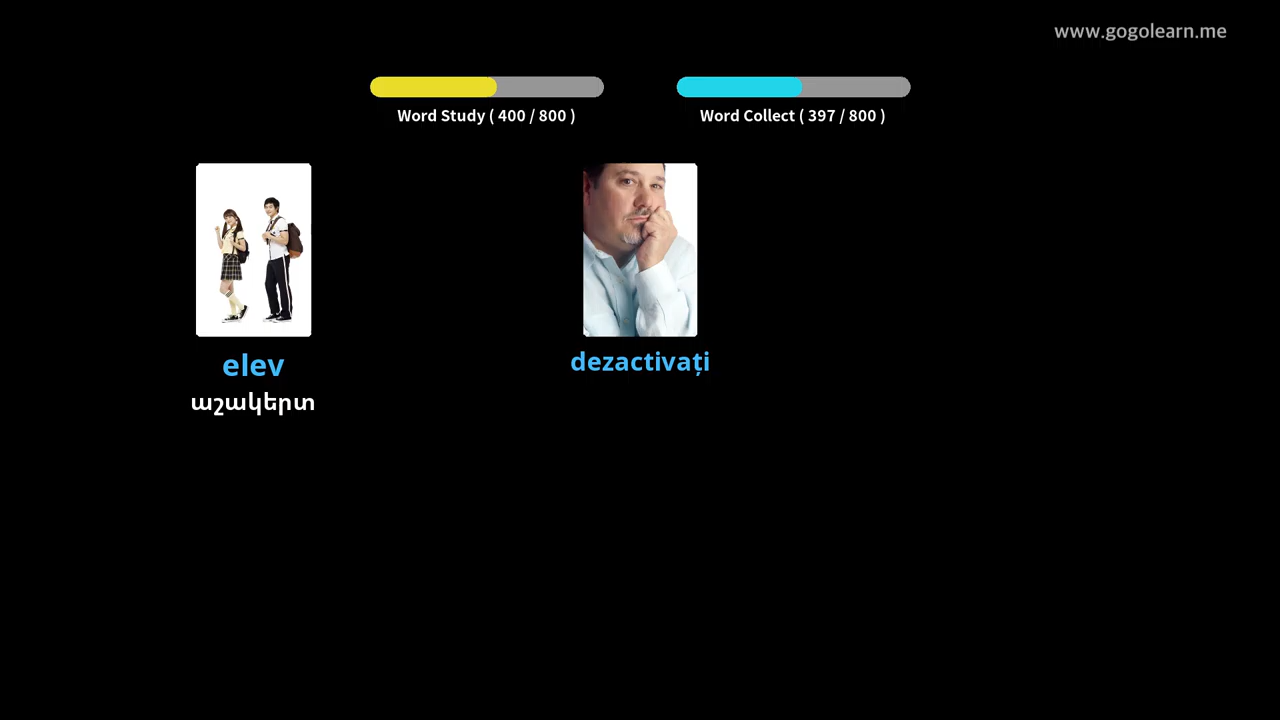 www.gogolearn.me
Word Study ( 400 / 800 )
Word Collect ( 397 / 800 )
elev
աշակերտ
dezactivați